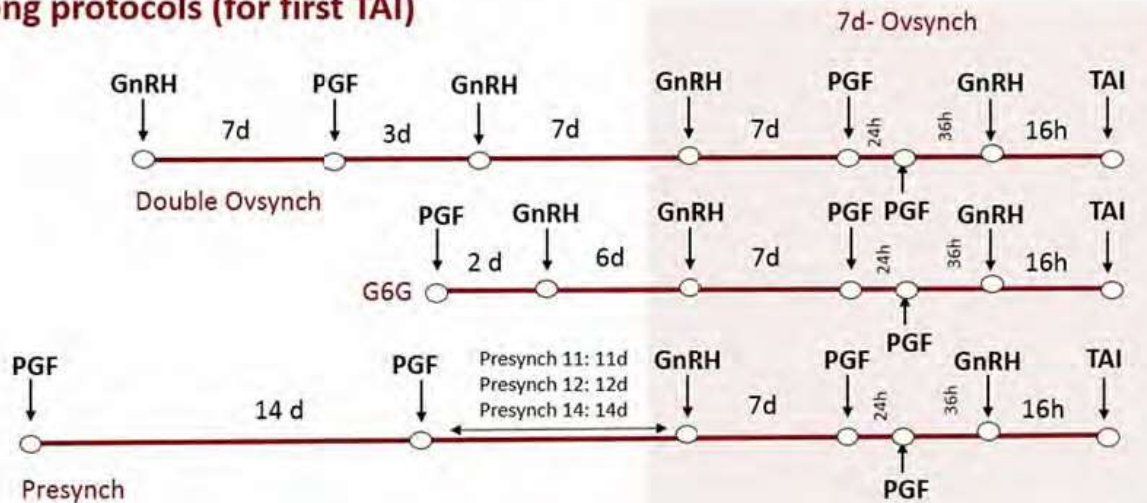 ng protocols (for first TAI)
7d- Ovsynch
GnRH PGF GnRH GnRH PGF GnRH TAI
7d 3d 7d 7d 24h 36h 16h
Double Ovsynch
PGF
PGF GnRH GnRH PGF GnRH TAI
2 d 6d 7d 24h 36h 16h
G6G
PGF
PGF PGF GnRH PGF GnRH TAI
Presynch 11: 11d
Presynch 12: 12d
Presynch 14: 14d
14 d 7d 24h 36h 16h
Presynch
PGF